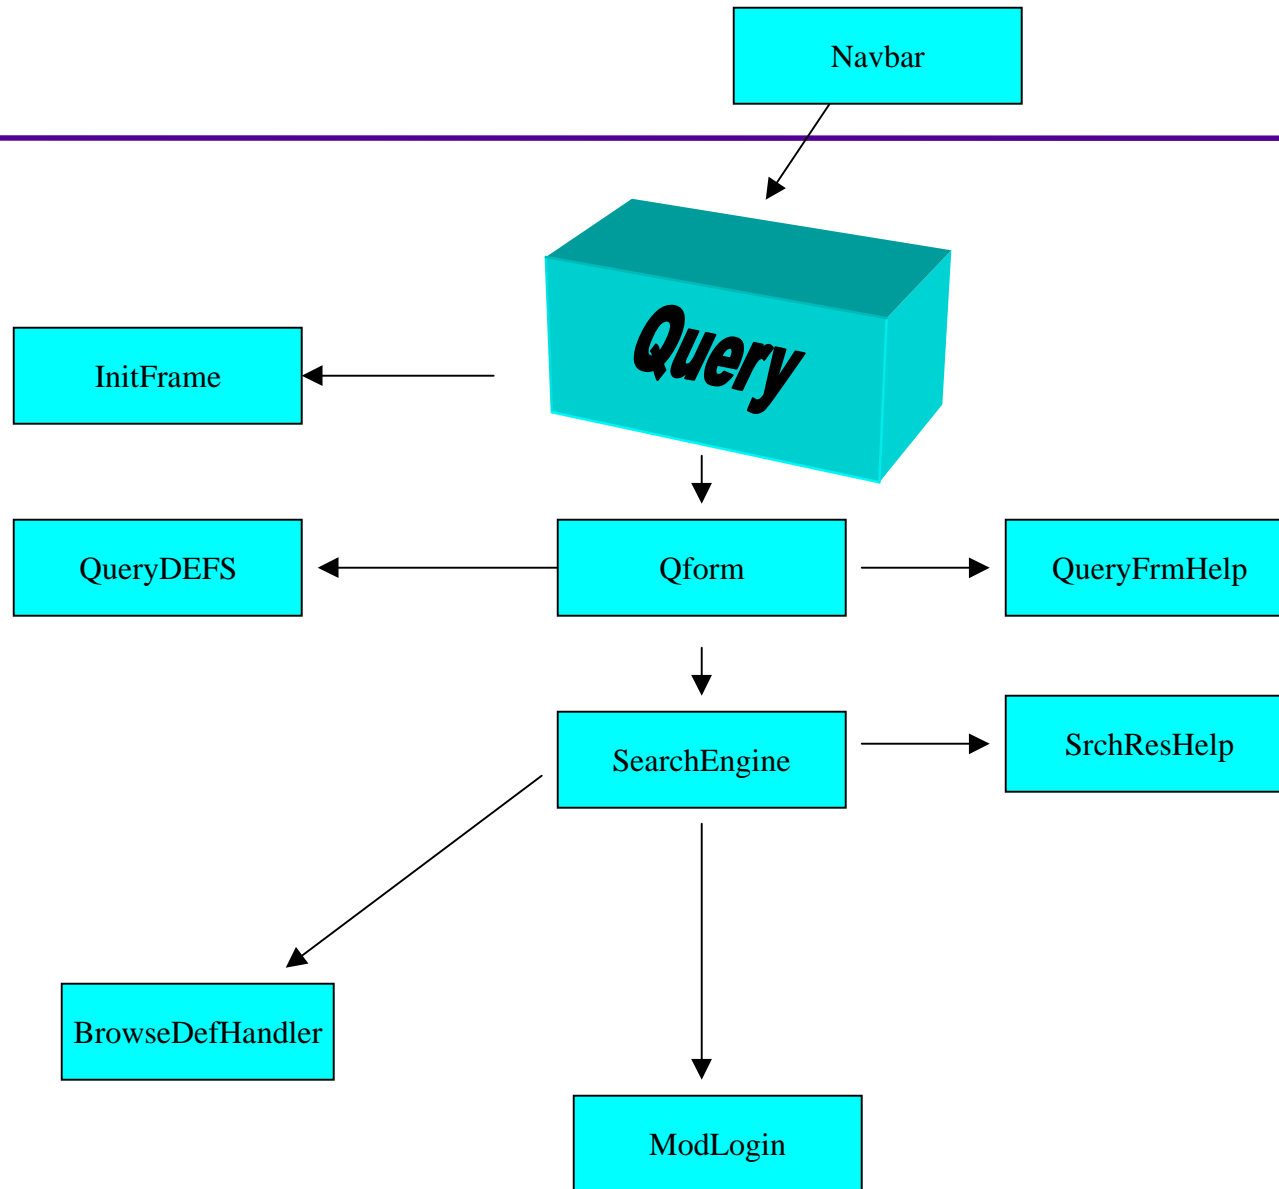 Navbar
Query
InitFrame
QueryDEFS
Qform
QueryFrmHelp
SearchEngine
SrchResHelp
BrowseDefHandler
ModLogin